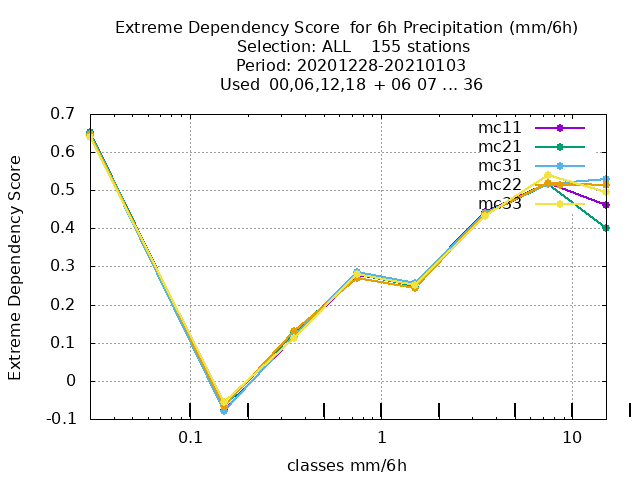 Extreme Dependency Score  for 6h Precipitation (mm/6h)
Selection: ALL    155 stations
Period: 20201228-20210103
Used  00,06,12,18  + 06 07 ... 36
Extreme Dependency Score
0.7
0.6
0.5
0.4
0.3
0.2
0.1
0
-0.1
mc11
mc21
mc31
mc22
mc33
0.1 1 10
classes mm/6h